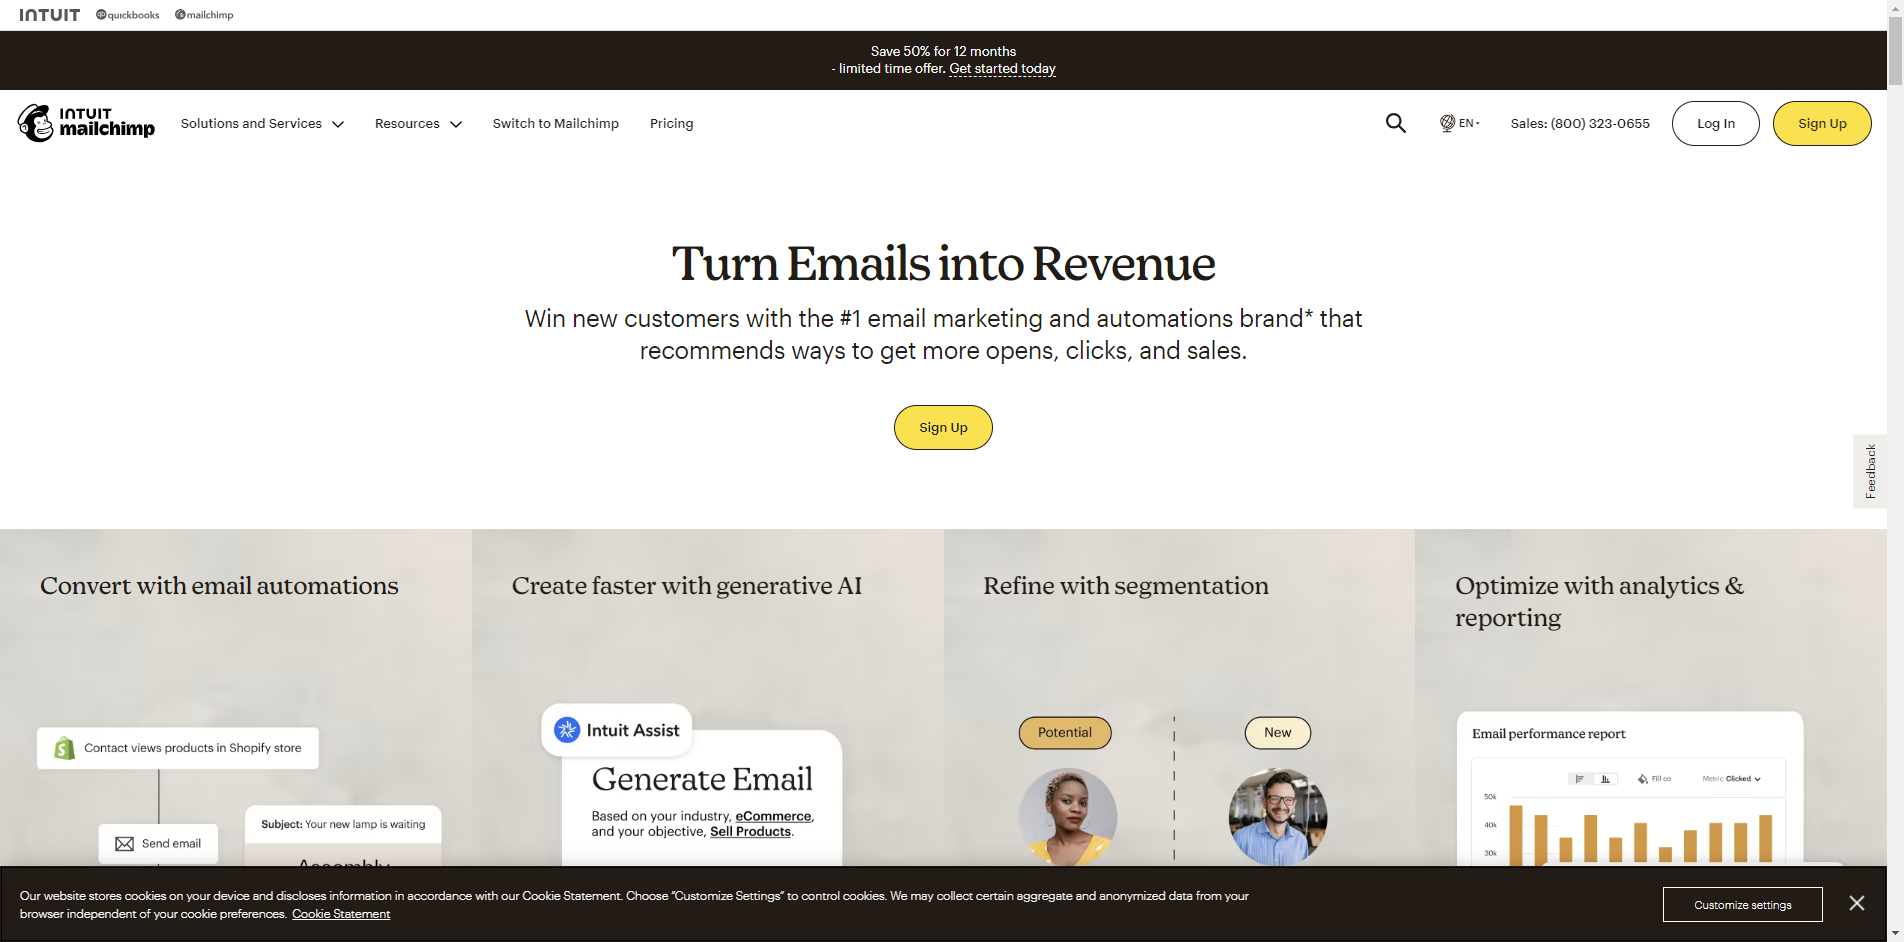 INTUIT quickbooks mailchimp
Save 50% for 12 months
- limited time offer. Get started today
INTUIT
mailchimp
Solutions and Services
Resources
Switch to Mailchimp
Pricing
EN
Sales: (800) 323-0655
Log In
Sign Up
Turn Emails into Revenue
Win new customers with the #1 email marketing and automations brand* that
recommends ways to get more opens, clicks, and sales.
Sign Up
Feedback
Convert with email automations
Contact views products in Shopify store
Send email
Subject: Your new lamp is waiting
Assembly
Create faster with generative AI
Intuit Assist
Generate Email
Based on your industry, eCommerce,
and your objective, Sell Products.
Refine with segmentation
Potential
New
Optimize with analytics &
reporting
Email performance report
Fill co
Metric Clicked
50k
40k
30k
Our website stores cookies on your device and discloses information in accordance with our Cookie Statement. Choose "Customize Settings" to control cookies. We may collect certain aggregate and anonymized data from your
browser independent of your cookie preferences. Cookie Statement
Customize settings